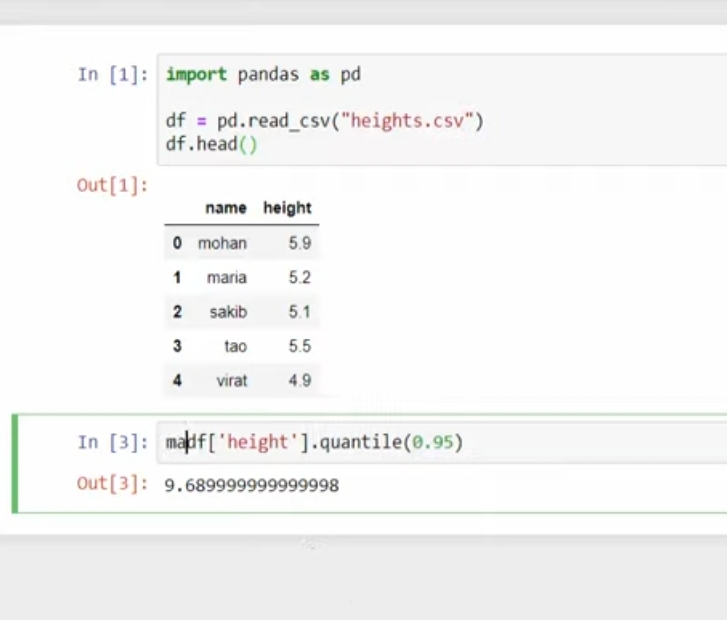 In [1]: import pandas as pd
df = pd.read_csv("heights.csv")
df.head()
Out[1]:
name height
0 mohan 5.9
1 maria 5.2
2 sakib 5.1
3 tao 5.5
4 virat 4.9
In [3]: madf['height'].quantile(0.95)
Out[3]: 9.689999999999998